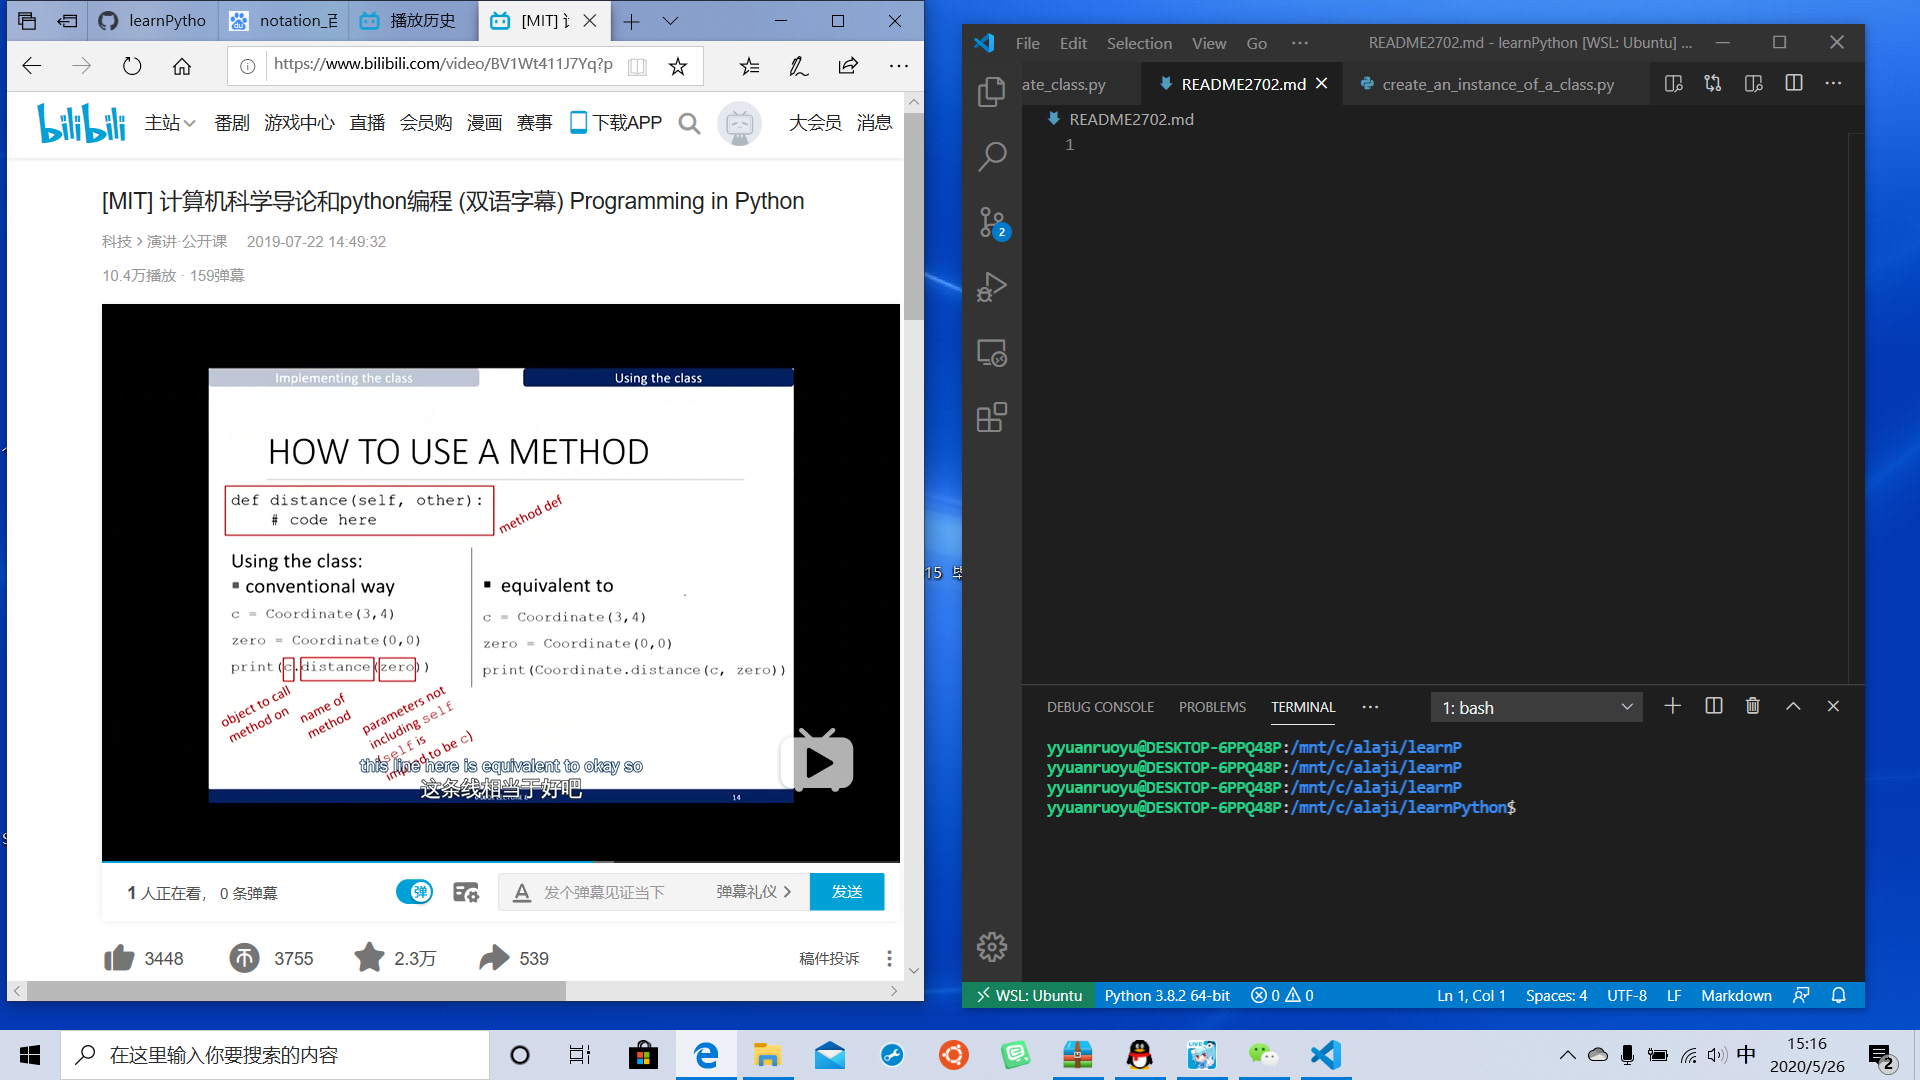 learnPytho
notation_百
播放历史
[MIT] 
https://www.bilibili.com/video/BV1Wt411J7Yq?p
bilibili
主站
番剧
游戏中心
直播
会员购
漫画
赛事
下载APP
大会员
消息
[MIT] 计算机科学导论和python编程 (双语字幕) Programming in Python
科技 > 演讲·公开课 2019-07-22 14:49:32
10.4万播放 · 159弹幕
Implementing the class
Using the class
HOW TO USE A METHOD
def distance(self, other):
# code here
method def
Using the class:
▪ conventional way
c = Coordinate(3,4)
zero = Coordinate(0,0)
print(c.distance(zero))
object to call
method on
name of
method
parameters not
including self
(self is
implied to be c)
▪ equivalent to
c = Coordinate(3,4)
zero = Coordinate(0,0)
print(Coordinate.distance(c, zero))
this line here is equivalent to okay so
这条线相当于好吧
14
1 人正在看， 0 条弹幕
弹
发个弹幕见证当下
弹幕礼仪 >
发送
3448
3755
2.3万
539
稿件投诉
15
File Edit Selection View Go ···
README2702.md - learnPython [WSL: Ubuntu] ...
ate_class.py
README2702.md
create_an_instance_of_a_class.py
README2702.md
1
2
DEBUG CONSOLE
PROBLEMS
TERMINAL
1: bash
yyuanruoyu@DESKTOP-6PPQ48P:/mnt/c/alaji/learnP
yyuanruoyu@DESKTOP-6PPQ48P:/mnt/c/alaji/learnP
yyuanruoyu@DESKTOP-6PPQ48P:/mnt/c/alaji/learnP
yyuanruoyu@DESKTOP-6PPQ48P:/mnt/c/alaji/learnPython$
WSL: Ubuntu
Python 3.8.2 64-bit
0
0
Ln 1, Col 1
Spaces: 4
UTF-8
LF
Markdown
在这里输入你要搜索的内容
中
15:16
2020/5/26
2